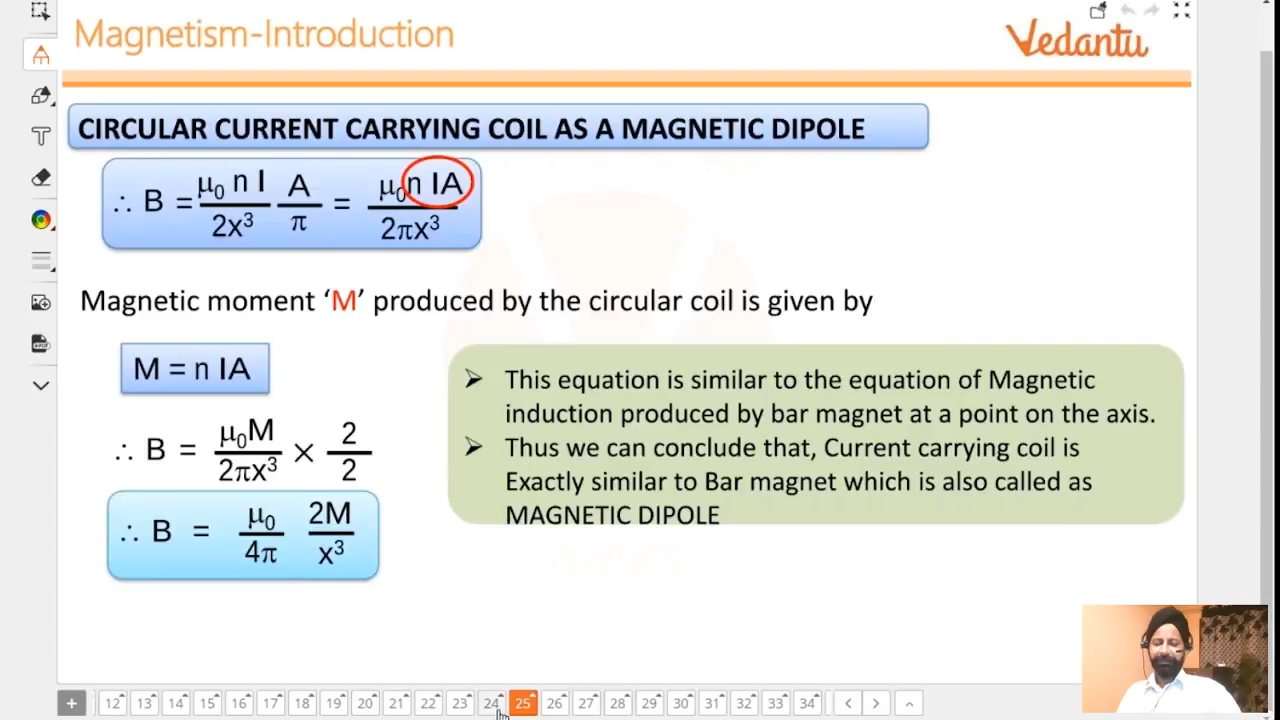 Magnetism-Introduction
Vedantu
CIRCULAR CURRENT CARRYING COIL AS A MAGNETIC DIPOLE
∴ B = μ₀ n I / 2x³ A / π = μ₀ n IA / 2πx³
Magnetic moment ‘M’ produced by the circular coil is given by
M = n IA
∴ B = μ₀M / 2πx³ × 2 / 2
∴ B = μ₀ / 4π 2M / x³
➢ This equation is similar to the equation of Magnetic
induction produced by bar magnet at a point on the axis.
➢ Thus we can conclude that, Current carrying coil is
Exactly similar to Bar magnet which is also called as
MAGNETIC DIPOLE
12 13 14 15 16 17 18 19 20 21 22 23 24 25 26 27 28 29 30 31 32 33 34